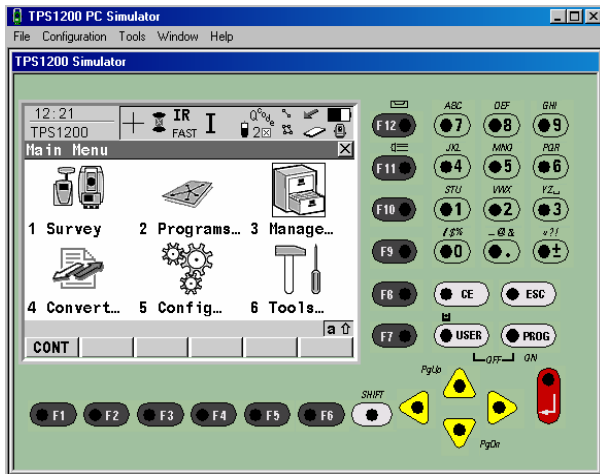 TPS1200 PC Simulator
File Configuration Tools Window Help
TPS1200 Simulator
12:21
TPS1200
IR
FAST
I
2
Main Menu
1 Survey
2 Programs…
3 Manage…
4 Convert…
5 Config…
6 Tools…
a
CONT
F12
ABC
7
DEF
8
GHI
9
F11
JKL
4
MNO
5
PQR
6
F10
STU
1
VWX
2
YZ
3
F9
/$%
0
_@&
.
*?!
±
F8
CE
ESC
F7
USER
PROG
OFF
ON
PgUp
SHIFT
F1
F2
F3
F4
F5
F6
PgDn